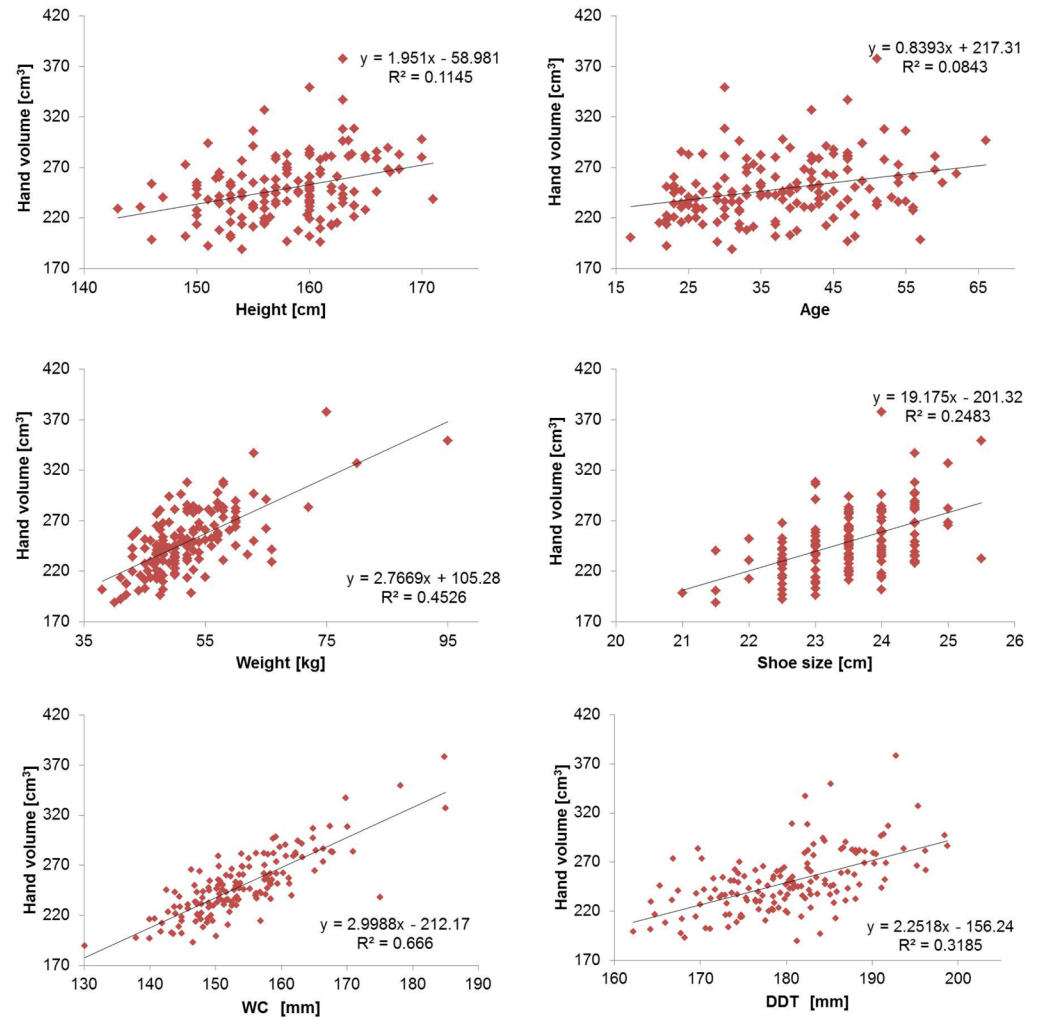 420
370
320
270
220
170
Hand volume [cm³]
y = 1.951x - 58.981
R² = 0.1145
140 150 160 170
Height [cm]
420
370
320
270
220
170
Hand volume [cm³]
y = 0.8393x + 217.31
R² = 0.0843
15 25 35 45 55 65
Age
420
370
320
270
220
170
Hand volume [cm³]
y = 2.7669x + 105.28
R² = 0.4526
35 55 75 95
Weight [kg]
420
370
320
270
220
170
Hand volume [cm³]
y = 19.175x - 201.32
R² = 0.2483
20 21 22 23 24 25 26
Shoe size [cm]
420
370
320
270
220
170
Hand volume [cm³]
y = 2.9988x - 212.17
R² = 0.666
130 140 150 160 170 180 190
WC [mm]
420
370
320
270
220
170
Hand volume [cm³]
y = 2.2518x - 156.24
R² = 0.3185
160 170 180 190 200
DDT [mm]